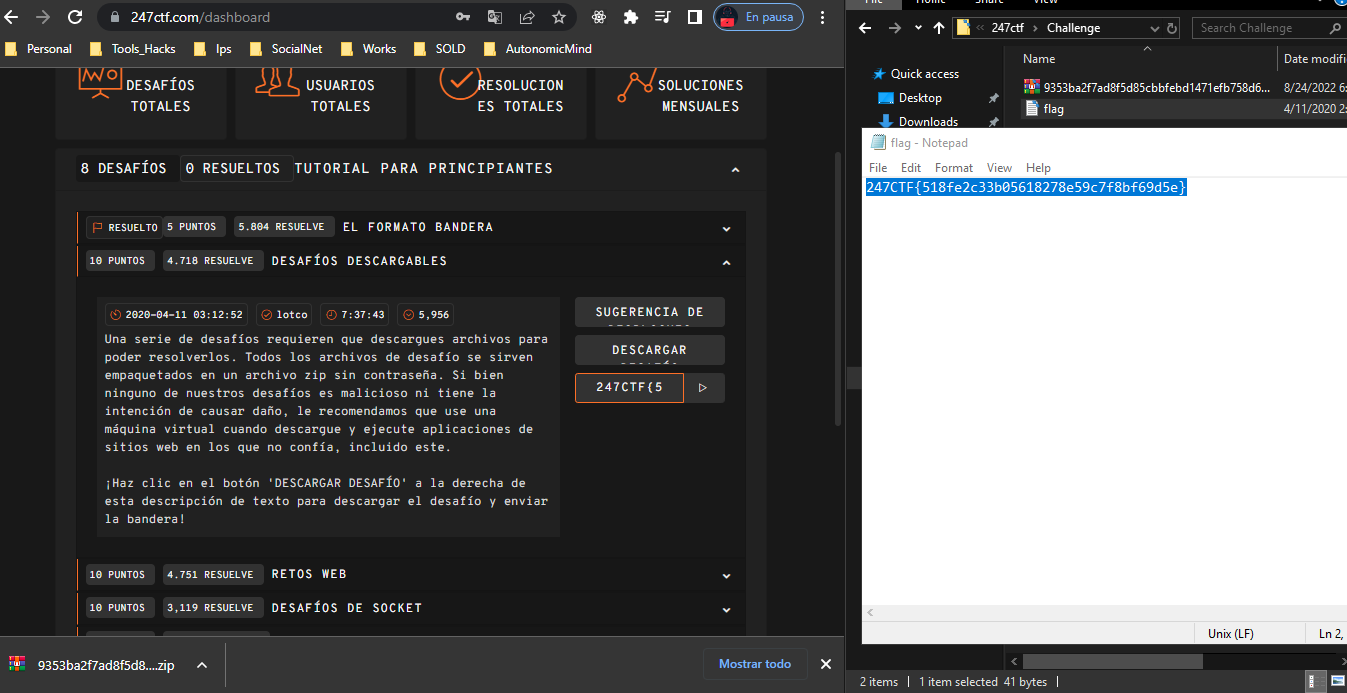 247ctf.com/dashboard
En pausa
Personal
Tools_Hacks
Ips
SocialNet
Works
SOLD
AutonomicMind
DESAFÍOS
TOTALES
USUARIOS
TOTALES
RESOLUCION
ES TOTALES
SOLUCIONES
MENSUALES
8 DESAFÍOS
0 RESUELTOS
TUTORIAL PARA PRINCIPIANTES
RESUELTO
5 PUNTOS
5.804 RESUELVE
EL FORMATO BANDERA
10 PUNTOS
4.718 RESUELVE
DESAFÍOS DESCARGABLES
2020-04-11 03:12:52
lotco
7:37:43
5,956
Una serie de desafíos requieren que descargues archivos para
poder resolverlos. Todos los archivos de desafío se sirven
empaquetados en un archivo zip sin contraseña. Si bien
ninguno de nuestros desafíos es malicioso ni tiene la
intención de causar daño, le recomendamos que use una
máquina virtual cuando descargue y ejecute aplicaciones de
sitios web en los que no confía, incluido este.
¡Haz clic en el botón 'DESCARGAR DESAFÍO' a la derecha de
esta descripción de texto para descargar el desafío y enviar
la bandera!
SUGERENCIA DE
DESCARGAR
247CTF{5
10 PUNTOS
4.751 RESUELVE
RETOS WEB
10 PUNTOS
3,119 RESUELVE
DESAFÍOS DE SOCKET
9353ba2f7ad8f5d8....zip
Mostrar todo
File
Home
Share
View
247ctf
Challenge
Search Challenge
Quick access
Desktop
Downloads
Name
Date modifi
9353ba2f7ad8f5d85cbbfebd1471efb758d6...
8/24/2022 6:
flag
4/11/2020 2:
flag - Notepad
File
Edit
Format
View
Help
247CTF{518fe2c33b05618278e59c7f8bf69d5e}
Unix (LF)
Ln 2,
2 items
1 item selected
41 bytes